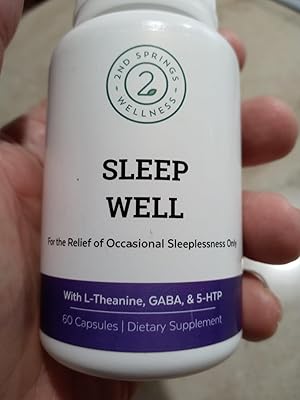 2ND SPRINGS
2
WELLNESS
SLEEP
WELL
For the Relief of Occasional Sleeplessness Only
With L-Theanine, GABA, & 5-HTP
60 Capsules | Dietary Supplement